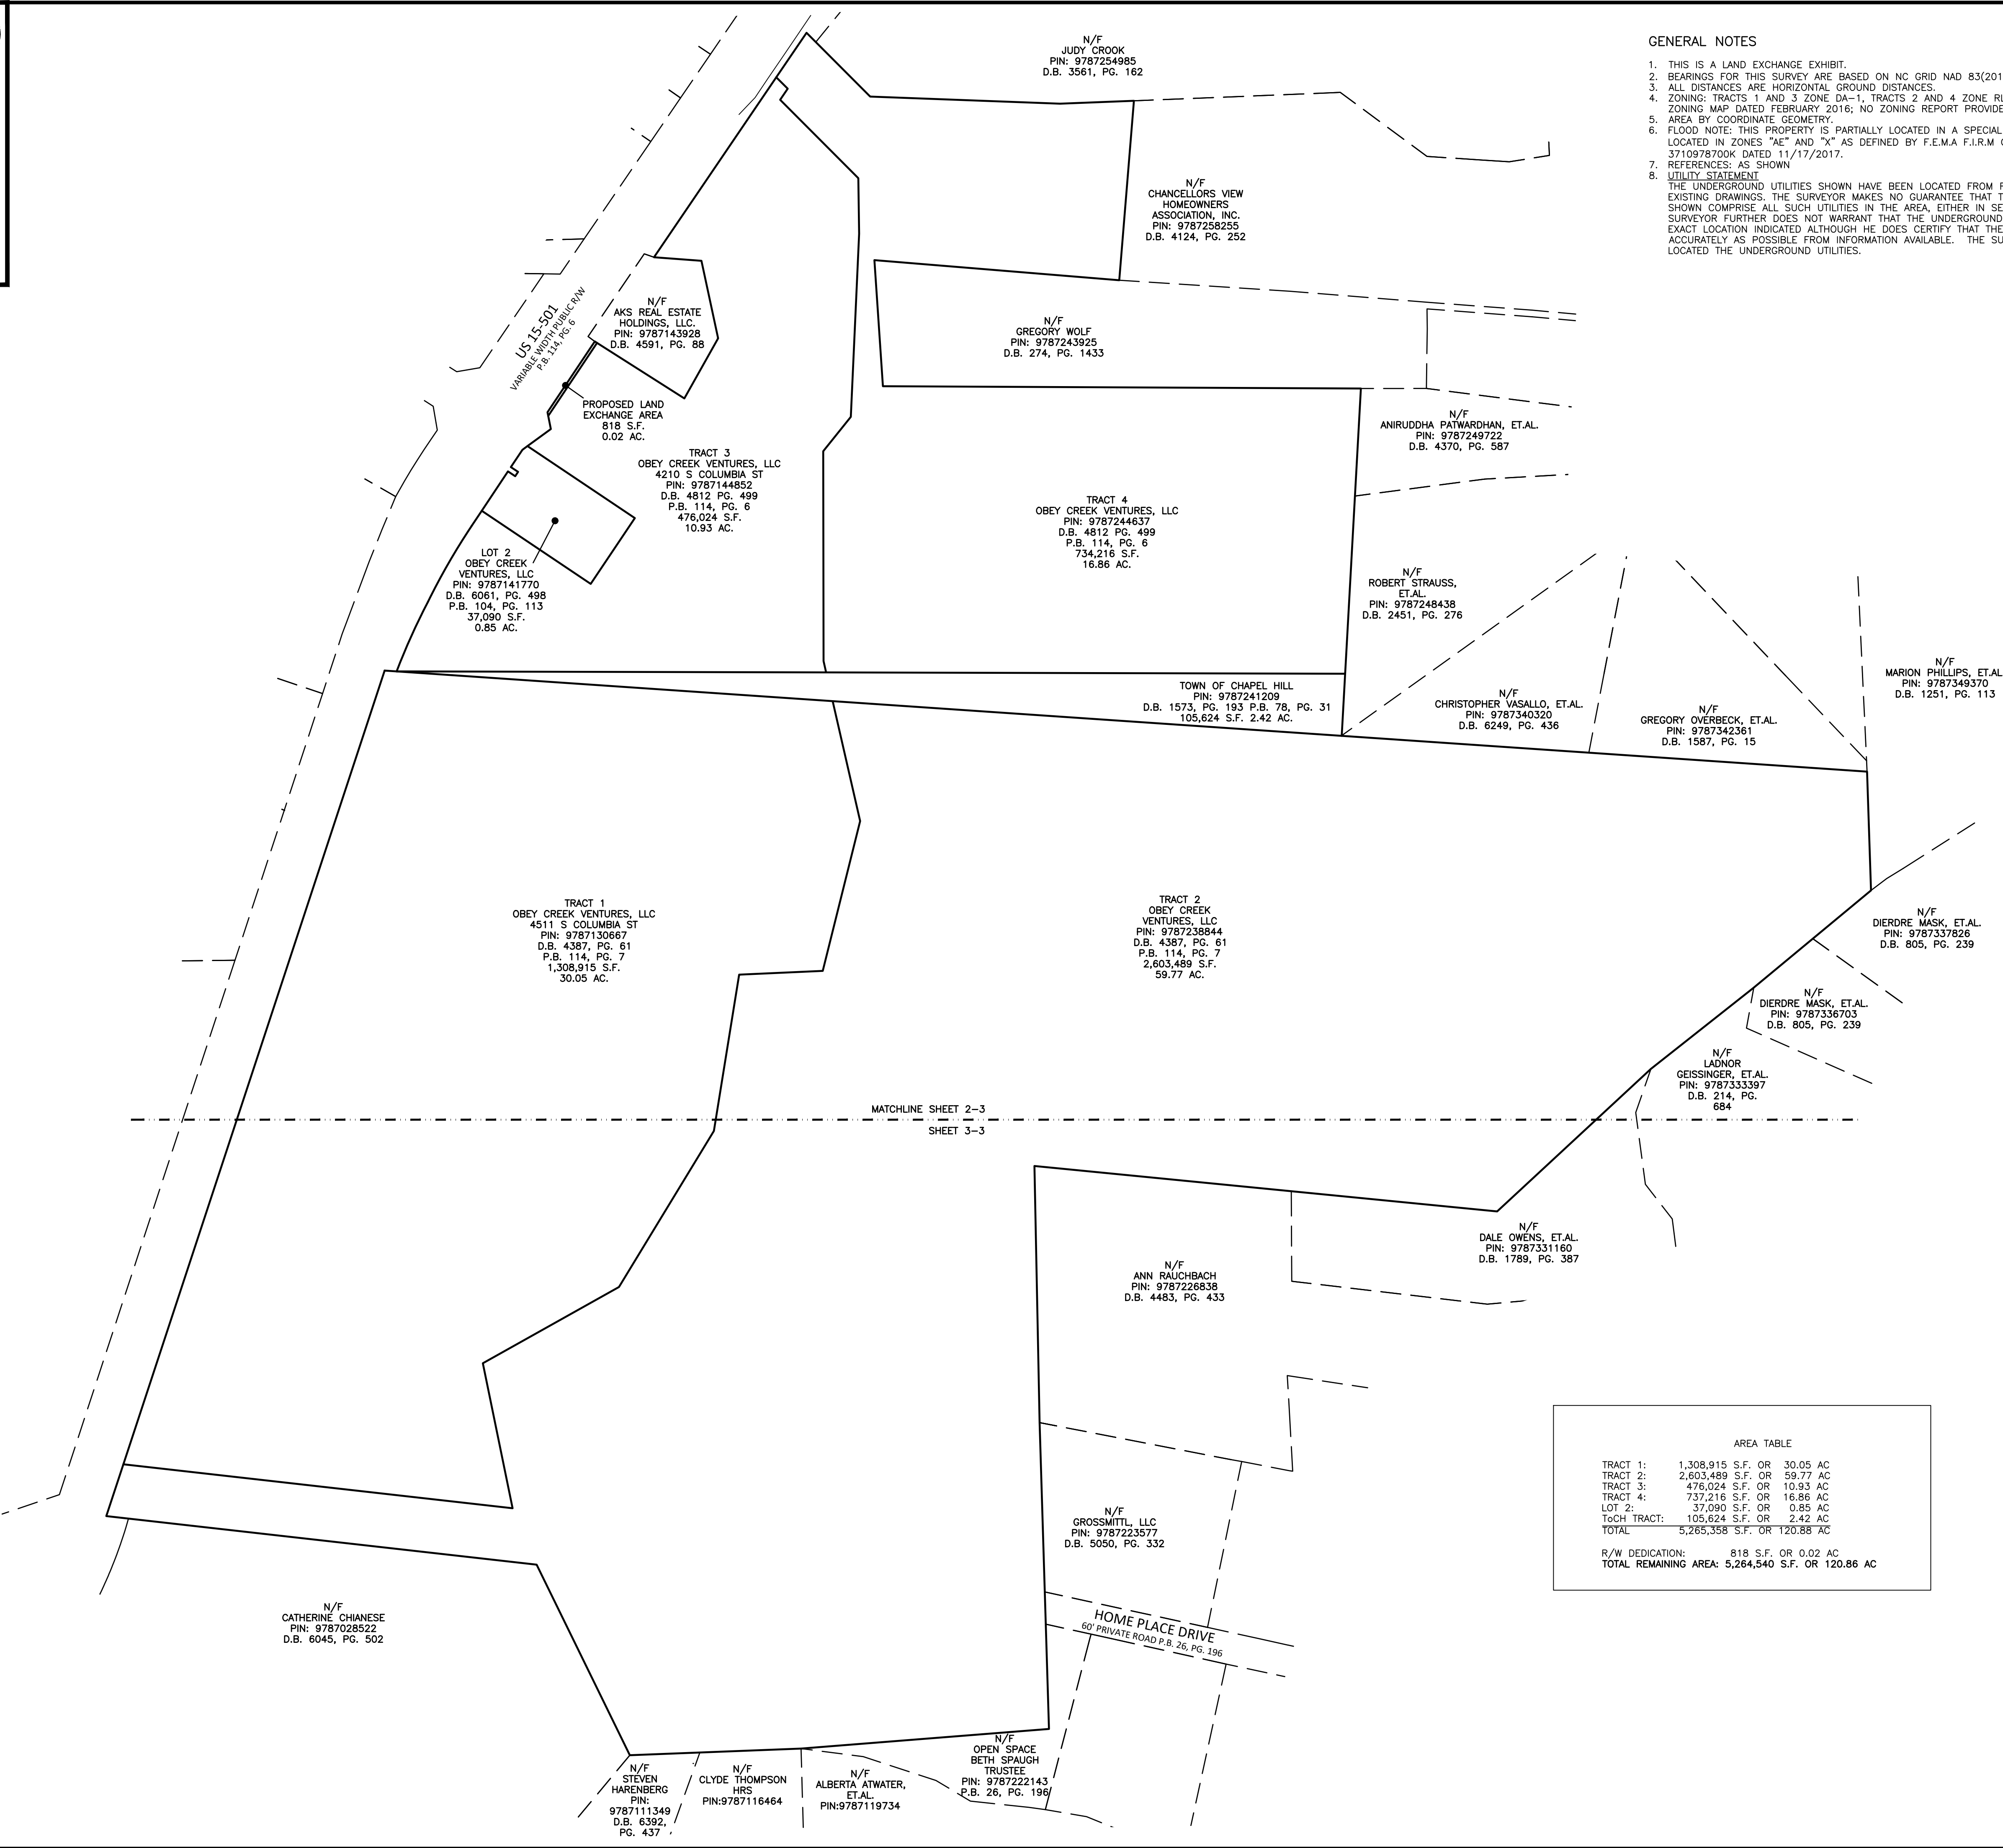 N/F
JUDY CROOK
PIN: 9787254985
D.B. 3561, PG. 162
GENERAL NOTES
1. THIS IS A LAND EXCHANGE EXHIBIT.
2. BEARINGS FOR THIS SURVEY ARE BASED ON NC GRID NAD 83(201
3. ALL DISTANCES ARE HORIZONTAL GROUND DISTANCES.
4. ZONING: TRACTS 1 AND 3 ZONE DA-1, TRACTS 2 AND 4 ZONE
ZONING MAP DATED FEBRUARY 2016; NO ZONING REPORT
5. AREA BY COORDINATE GEOMETRY.
6. FLOOD NOTE: THIS PROPERTY IS PARTIALLY LOCATED IN A SPECIAL
LOCATED IN ZONES "AE" AND "X" AS DEFINED BY F.E.M.A F.I.R.M
3710978700K DATED 11/17/2017.
7. REFERENCES: AS SHOWN
8. UTILITY STATEMENT
THE UNDERGROUND UTILITIES SHOWN HAVE BEEN LOCATED FROM
EXISTING DRAWINGS. THE SURVEYOR MAKES NO GUARANTEE THAT
SHOWN COMPRISE ALL SUCH UTILITIES IN THE AREA, EITHER IN
SURVEYOR FURTHER DOES NOT WARRANT THAT THE UNDERGROUND
EXACT LOCATION INDICATED ALTHOUGH HE DOES CERTIFY THAT
ACCURATELY AS POSSIBLE FROM INFORMATION AVAILABLE. THE
LOCATED THE UNDERGROUND UTILITIES.
N/F
CHANCELLORS VIEW
HOMEOWNERS
ASSOCIATION, INC.
PIN: 9787258255
D.B. 4124, PG. 252
US 15-501
VARIABLE WIDTH PUBLIC R/W
P.B. 114, PG. 6
N/F
AKS REAL ESTATE
HOLDINGS, LLC.
PIN: 9787143928
D.B. 4591, PG. 88
N/F
GREGORY WOLF
PIN: 9787243925
D.B. 274, PG. 1433
PROPOSED LAND
EXCHANGE AREA
818 S.F.
0.02 AC.
N/F
ANIRUDDHA PATWARDHAN, ET.AL.
PIN: 9787249722
D.B. 4370, PG. 587
TRACT 3
OBEY CREEK VENTURES, LLC
4210 S COLUMBIA ST
PIN: 9787144852
D.B. 4812 PG. 499
P.B. 114, PG. 6
476,024 S.F.
10.93 AC.
TRACT 4
OBEY CREEK VENTURES, LLC
PIN: 9787244637
D.B. 4812 PG. 499
P.B. 114, PG. 6
734,216 S.F.
16.86 AC.
LOT 2
OBEY CREEK
VENTURES, LLC
PIN: 9787141770
D.B. 6061, PG. 498
P.B. 104, PG. 113
37,090 S.F.
0.85 AC.
N/F
ROBERT STRAUSS,
ET.AL.
PIN: 9787248438
D.B. 2451, PG. 276
TOWN OF CHAPEL HILL
PIN: 9787241209
D.B. 1573, PG. 193 P.B. 78, PG. 31
105,624 S.F. 2.42 AC.
N/F
CHRISTOPHER VASALLO, ET.AL.
PIN: 9787340320
D.B. 6249, PG. 436
N/F
GREGORY OVERBECK, ET.AL.
PIN: 9787342361
D.B. 1587, PG. 15
N/F
MARION PHILLIPS, ET.AL
PIN: 9787349370
D.B. 1251, PG. 113
TRACT 1
OBEY CREEK VENTURES, LLC
4511 S COLUMBIA ST
PIN: 9787130667
D.B. 4387, PG. 61
P.B. 114, PG. 7
1,308,915 S.F.
30.05 AC.
TRACT 2
OBEY CREEK
VENTURES, LLC
PIN: 9787238844
D.B. 4387, PG. 61
P.B. 114, PG. 7
2,603,489 S.F.
59.77 AC.
N/F
DIERDRE MASK, ET.AL.
PIN: 9787337826
D.B. 805, PG. 239
N/F
DIERDRE MASK, ET.AL.
PIN: 9787336703
D.B. 805, PG. 239
N/F
LADNOR
GEISSINGER, ET.AL.
PIN: 9787333397
D.B. 214, PG.
684
MATCHLINE SHEET 2-3
SHEET 3-3
N/F
DALE OWENS, ET.AL.
PIN: 9787331160
D.B. 1789, PG. 387
N/F
ANN RAUCHBACH
PIN: 9787226838
D.B. 4483, PG. 433
AREA TABLE
TRACT 1: 1,308,915 S.F. OR 30.05 AC
TRACT 2: 2,603,489 S.F. OR 59.77 AC
TRACT 3: 476,024 S.F. OR 10.93 AC
TRACT 4: 737,216 S.F. OR 16.86 AC
LOT 2: 37,090 S.F. OR 0.85 AC
ToCH TRACT: 105,624 S.F. OR 2.42 AC
TOTAL 5,265,358 S.F. OR 120.88 AC
R/W DEDICATION: 818 S.F. OR 0.02 AC
TOTAL REMAINING AREA: 5,264,540 S.F. OR 120.86 AC
N/F
GROSSMITTL, LLC
PIN: 9787223577
D.B. 5050, PG. 332
HOME PLACE DRIVE
60' PRIVATE ROAD P.B. 26, PG. 196
N/F
CATHERINE CHIANESE
PIN: 9787028522
D.B. 6045, PG. 502
N/F
STEVEN
HARENBERG
PIN:
9787111349
D.B. 6392,
PG. 437
N/F
CLYDE THOMPSON
HRS
PIN:9787116464
N/F
ALBERTA ATWATER,
ET.AL.
PIN:9787119734
N/F
OPEN SPACE
BETH SPAUGH
TRUSTEE
PIN: 9787222143
P.B. 26, PG. 196